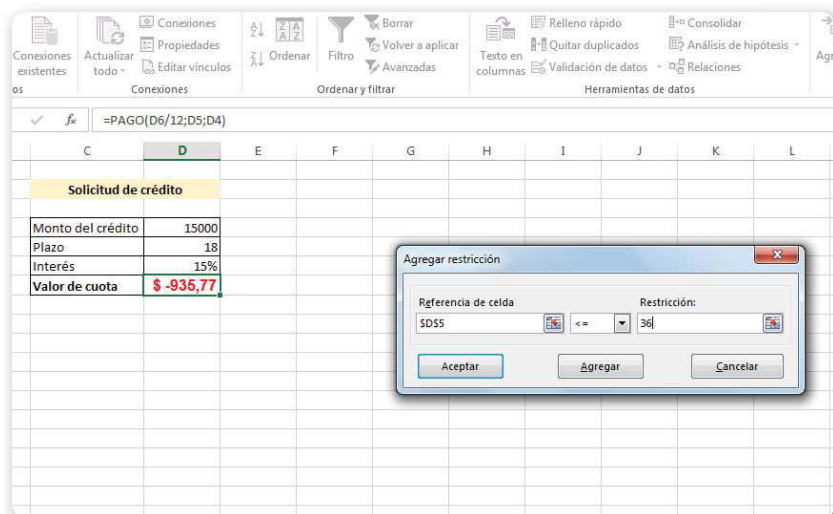 Conexiones existentes
Actualizar todo
Conexiones
Propiedades
Editar vínculos
Ordenar
Filtro
Borrar
Volver a aplicar
Avanzadas
Texto en columnas
Relleno rápido
Quitar duplicados
Validación de datos
Consolidar
Análisis de hipótesis
Relaciones
Agr
os
Conexiones
Ordenar y filtrar
Herramientas de datos
fx =PAGO(D6/12;D5;D4)
C D E F G H I J K L
Solicitud de crédito
Monto del crédito 15000
Plazo 18
Interés 15%
Valor de cuota $ -935,77
Agregar restricción
x
Referencia de celda Restricción:
$D$5 <= 36
Aceptar Agregar Cancelar